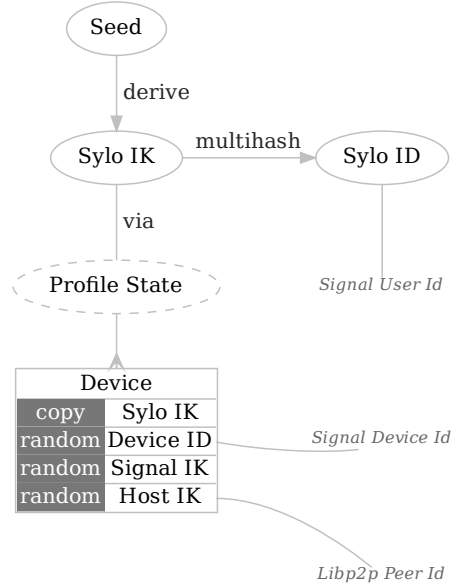 Seed
derive
Sylo IK
multihash
Sylo ID
via
Profile State
Signal User Id
Device
copy Sylo IK
random Device ID
Signal Device Id
random Signal IK
random Host IK
Libp2p Peer Id